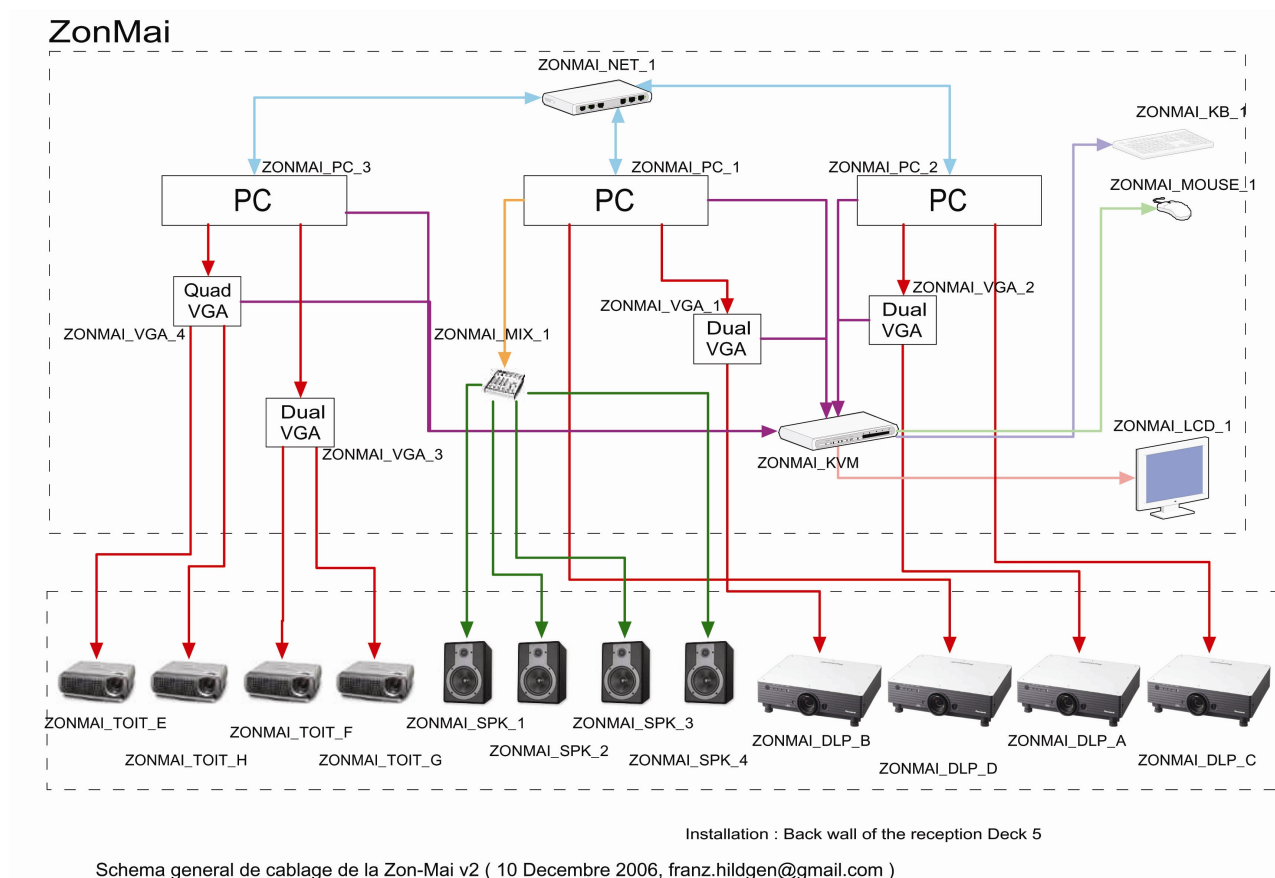 ZonMai
ZONMAI_NET_1
ZONMAI_KB_1
ZONMAI_PC_3
ZONMAI_PC_1
ZONMAI_PC_2
ZONMAI_MOUSE_1
PC
PC
PC
Quad
VGA
ZONMAI_VGA_2
ZONMAI_VGA_1
Dual
VGA
ZONMAI_VGA_4
ZONMAI_MIX_1
Dual
VGA
Dual
VGA
ZONMAI_VGA_3
ZONMAI_KVM
ZONMAI_LCD_1
ZONMAI_TOIT_E
ZONMAI_TOIT_H
ZONMAI_TOIT_F
ZONMAI_TOIT_G
ZONMAI_SPK_1
ZONMAI_SPK_2
ZONMAI_SPK_3
ZONMAI_SPK_4
ZONMAI_DLP_B
ZONMAI_DLP_D
ZONMAI_DLP_A
ZONMAI_DLP_C
Installation : Back wall of the reception Deck 5
Schema general de cablage de la Zon-Mai v2 ( 10 Decembre 2006, franz.hildgen@gmail.com )